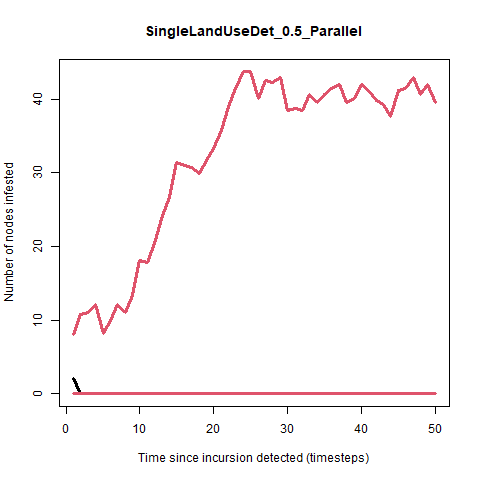 SingleLandUseDet_0.5_Parallel
Number of nodes infested
40
30
20
10
0
0 10 20 30 40 50
Time since incursion detected (timesteps)